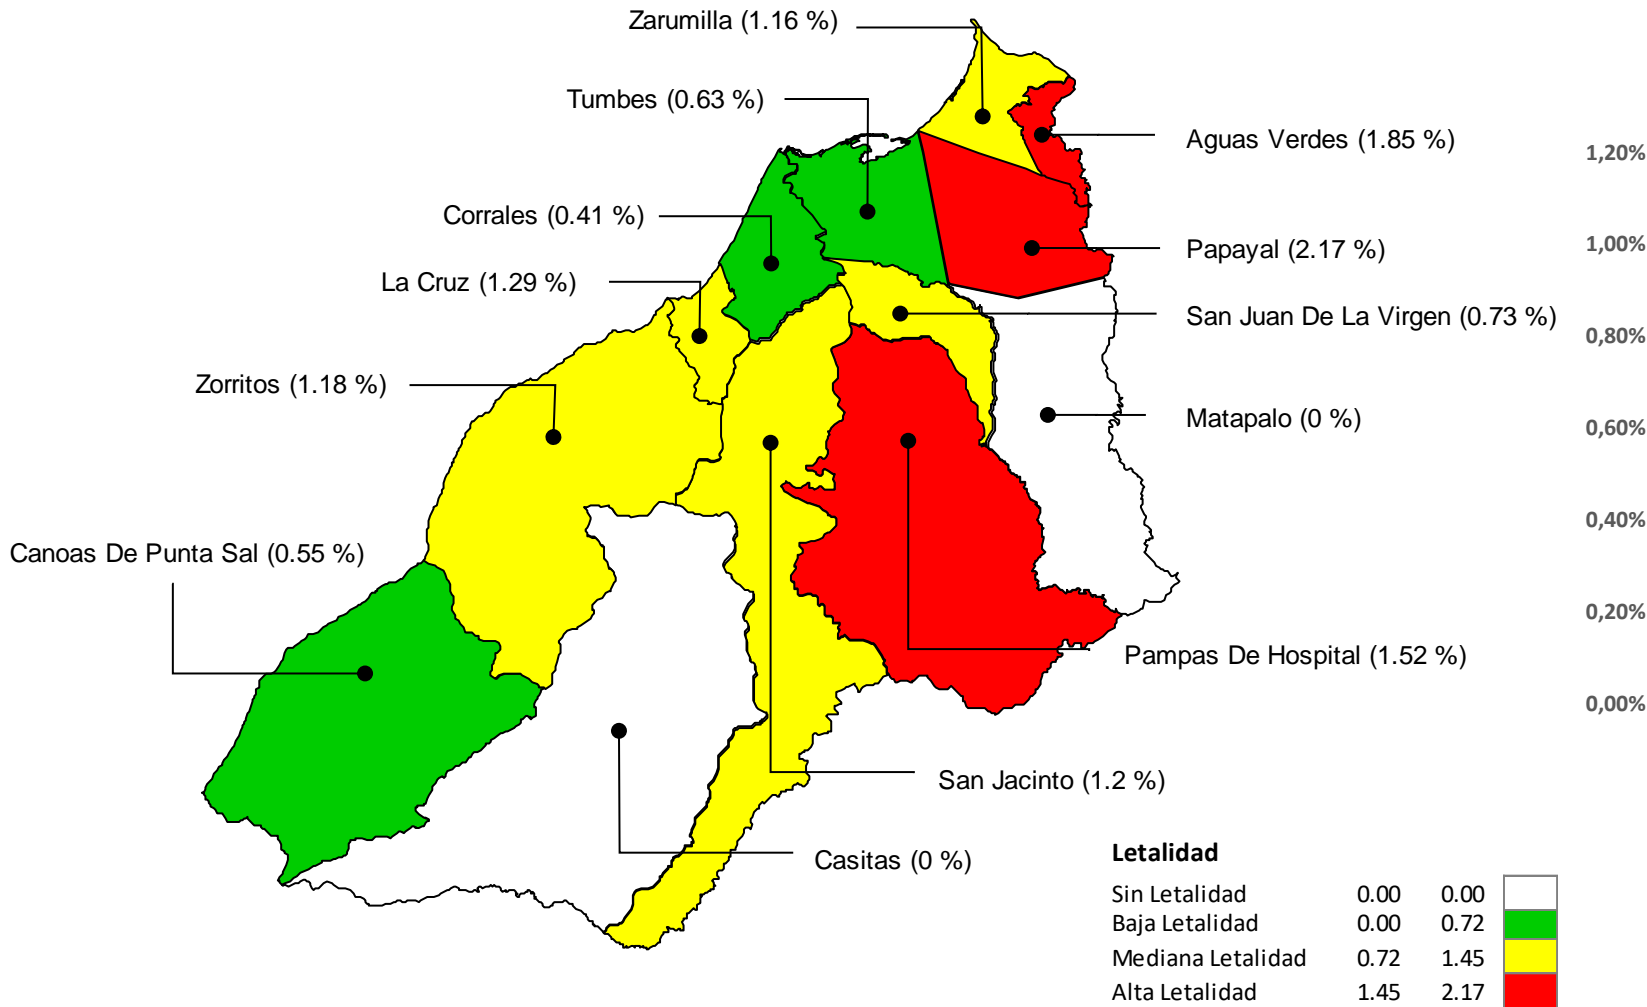 Zarumilla (1.16 %)
Tumbes (0.63 %)
Aguas Verdes (1.85 %)
1,20%
Corrales (0.41 %)
Papayal (2.17 %)
1,00%
La Cruz (1.29 %)
San Juan De La Virgen (0.73 %)
0,80%
Zorritos (1.18 %)
Matapalo (0 %)
0,60%
0,40%
Canoas De Punta Sal (0.55 %)
0,20%
Pampas De Hospital (1.52 %)
0,00%
San Jacinto (1.2 %)
Casitas (0 %)
Letalidad
Sin Letalidad 0.00 0.00
Baja Letalidad 0.00 0.72
Mediana Letalidad 0.72 1.45
Alta Letalidad 1.45 2.17